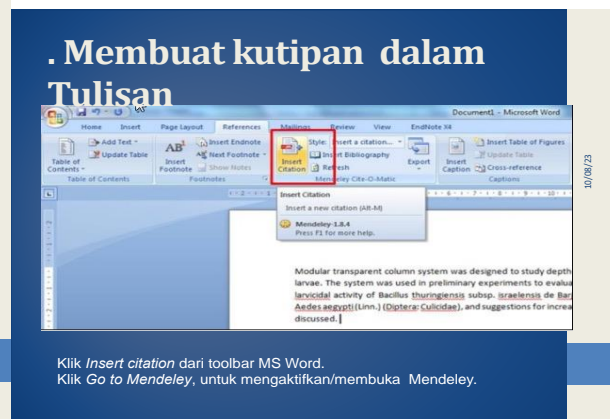 . Membuat kutipan dalam
Tulisan
Document1 - Microsoft Word
Home Insert Page Layout References Mailings Review View EndNote X4
Table of Contents
Add Text
Update Table
Table of Contents
AB
Insert Footnote
Insert Endnote
Next Footnote
Show Notes
Footnotes
Insert Citation
Style: Insert a citation...
Insert Bibliography
Refresh
Export
Mendeley Cite-O-Matic
Insert Caption
Insert Table of Figures
Update Table
Cross-reference
Captions
Insert Citation
Insert a new citation (Alt-M)
Mendeley-1.8.4
Press F1 for more help.
Modular transparent column system was designed to study depth
larvae. The system was used in preliminary experiments to evalua
larvicidal activity of Bacillus thuringiensis subsp. israelensis de Bar
Aedes aegypti (Linn.) (Diptera: Culicidae), and suggestions for increa
discussed.
10/08/23
Klik Insert citation dari toolbar MS Word.
Klik Go to Mendeley, untuk mengaktifkan/membuka Mendeley.